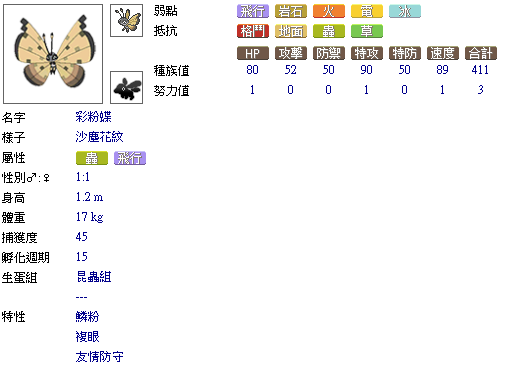 弱點 飛行 岩石 火 電 冰
抵抗 格鬥 地面 蟲 草
HP 攻擊 防禦 特攻 特防 速度 合計
種族值 80 52 50 90 50 89 411
努力值 1 0 0 1 0 1 3
名字 彩粉蝶
樣子 沙塵花紋
屬性 蟲 飛行
性別♂:♀ 1:1
身高 1.2 m
體重 17 kg
捕獲度 45
孵化週期 15
生蛋組 昆蟲組
---
特性 鱗粉
複眼
友情防守